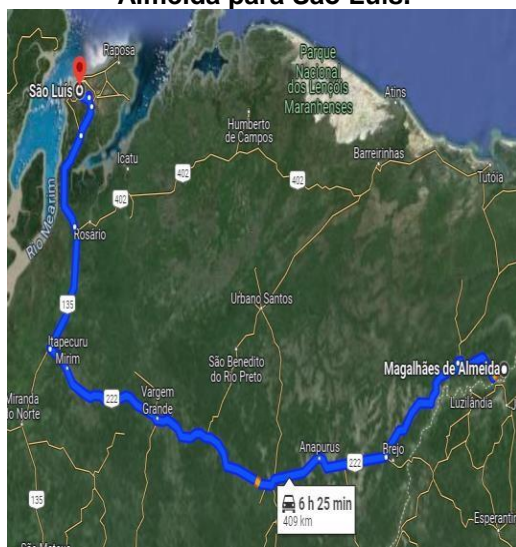 Almeida para São Luís.
Raposa
São Luís
Parque
Nacional
dos Lençóis
Maranhenses
Atins
Humberto
de Campos
Icatu
Barreirinhas
Tutóia
402
402
Rio Mearim
Rosário
135
Urbano Santos
Itapecuru
Mirim
São Benedito
do Rio Preto
Magalhães de Almeida
Miranda
do Norte
222
Vargem
Grande
Luzilândia
Anapurus
222
Brejo
6 h 25 min
409 km
135
Esperantin
São Mateus